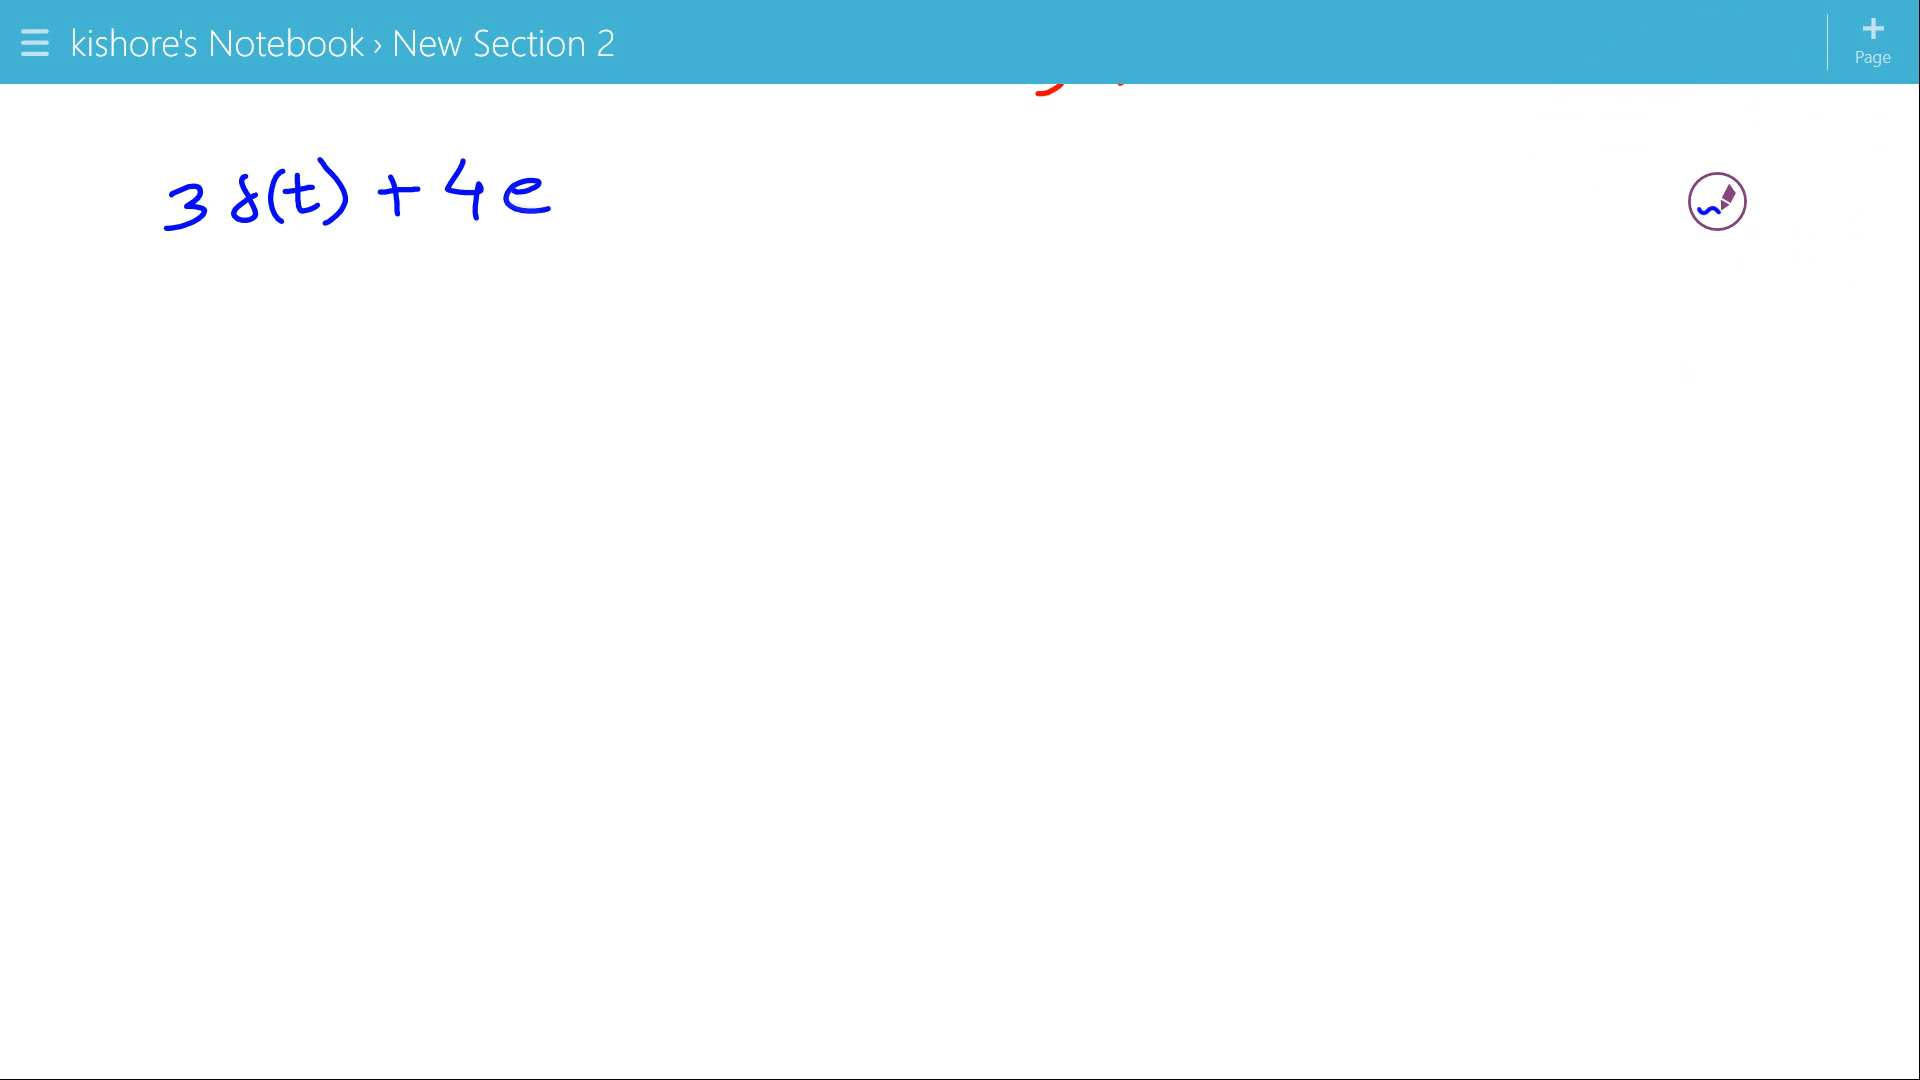 kishore's Notebook › New Section 2
Page
3 δ(t) + 4 e